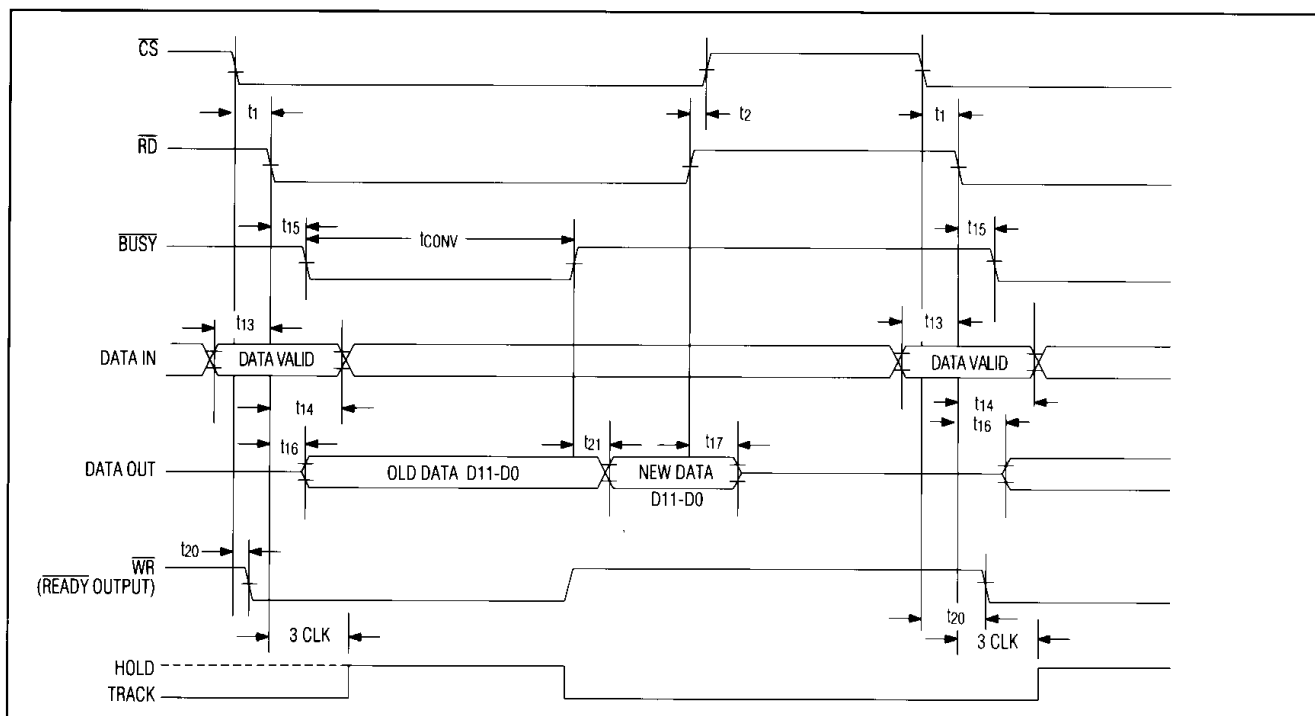 CS
t1 t2 t1
RD
t15 tCONV t15
BUSY
t13 t13
DATA IN DATA VALID DATA VALID
t14 t14
t16 t21 t17 t16
DATA OUT OLD DATA D11-D0 NEW DATA
D11-D0
t20
WR
(READY OUTPUT)
t20
3 CLK 3 CLK
HOLD
TRACK